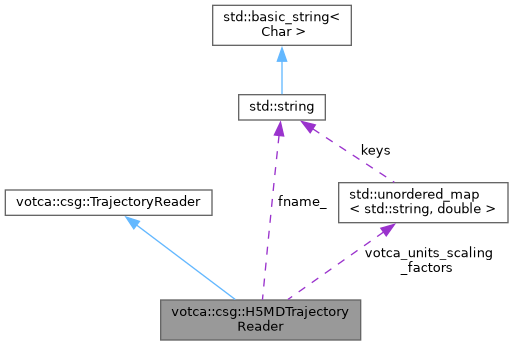 std::basic_string<
Char >
std::string
keys
votca::csg::TrajectoryReader
fname_
std::unordered_map
< std::string, double >
votca_units_scaling
_factors
votca::csg::H5MDTrajectory
Reader